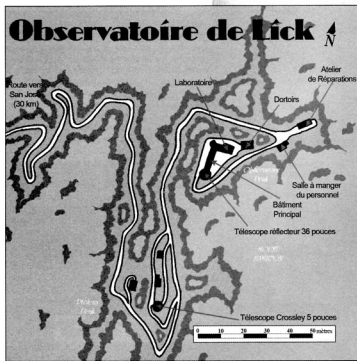 Observatoire de Lick
N
Route vers
San José
(30 km)
Laboratoire
Atelier
de Réparations
Dortoirs
Salle à manger
du personnel
Bâtiment
Principal
Télescope réflecteur 36 pouces
Télescope Crossley 5 pouces
0 10 20 30 40 50 mètres